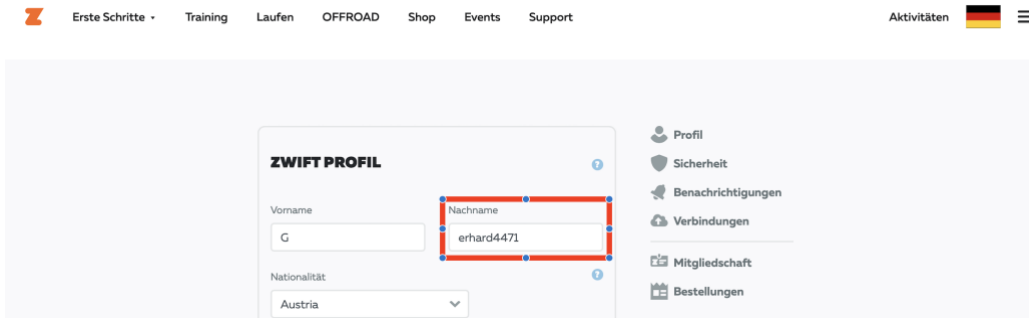 Erste Schritte Training Laufen OFFROAD Shop Events Support Aktivitäten
ZWIFT PROFIL
Vorname Nachname
G erhard4471
Nationalität
Austria
Profil
Sicherheit
Benachrichtigungen
Verbindungen
Mitgliedschaft
Bestellungen